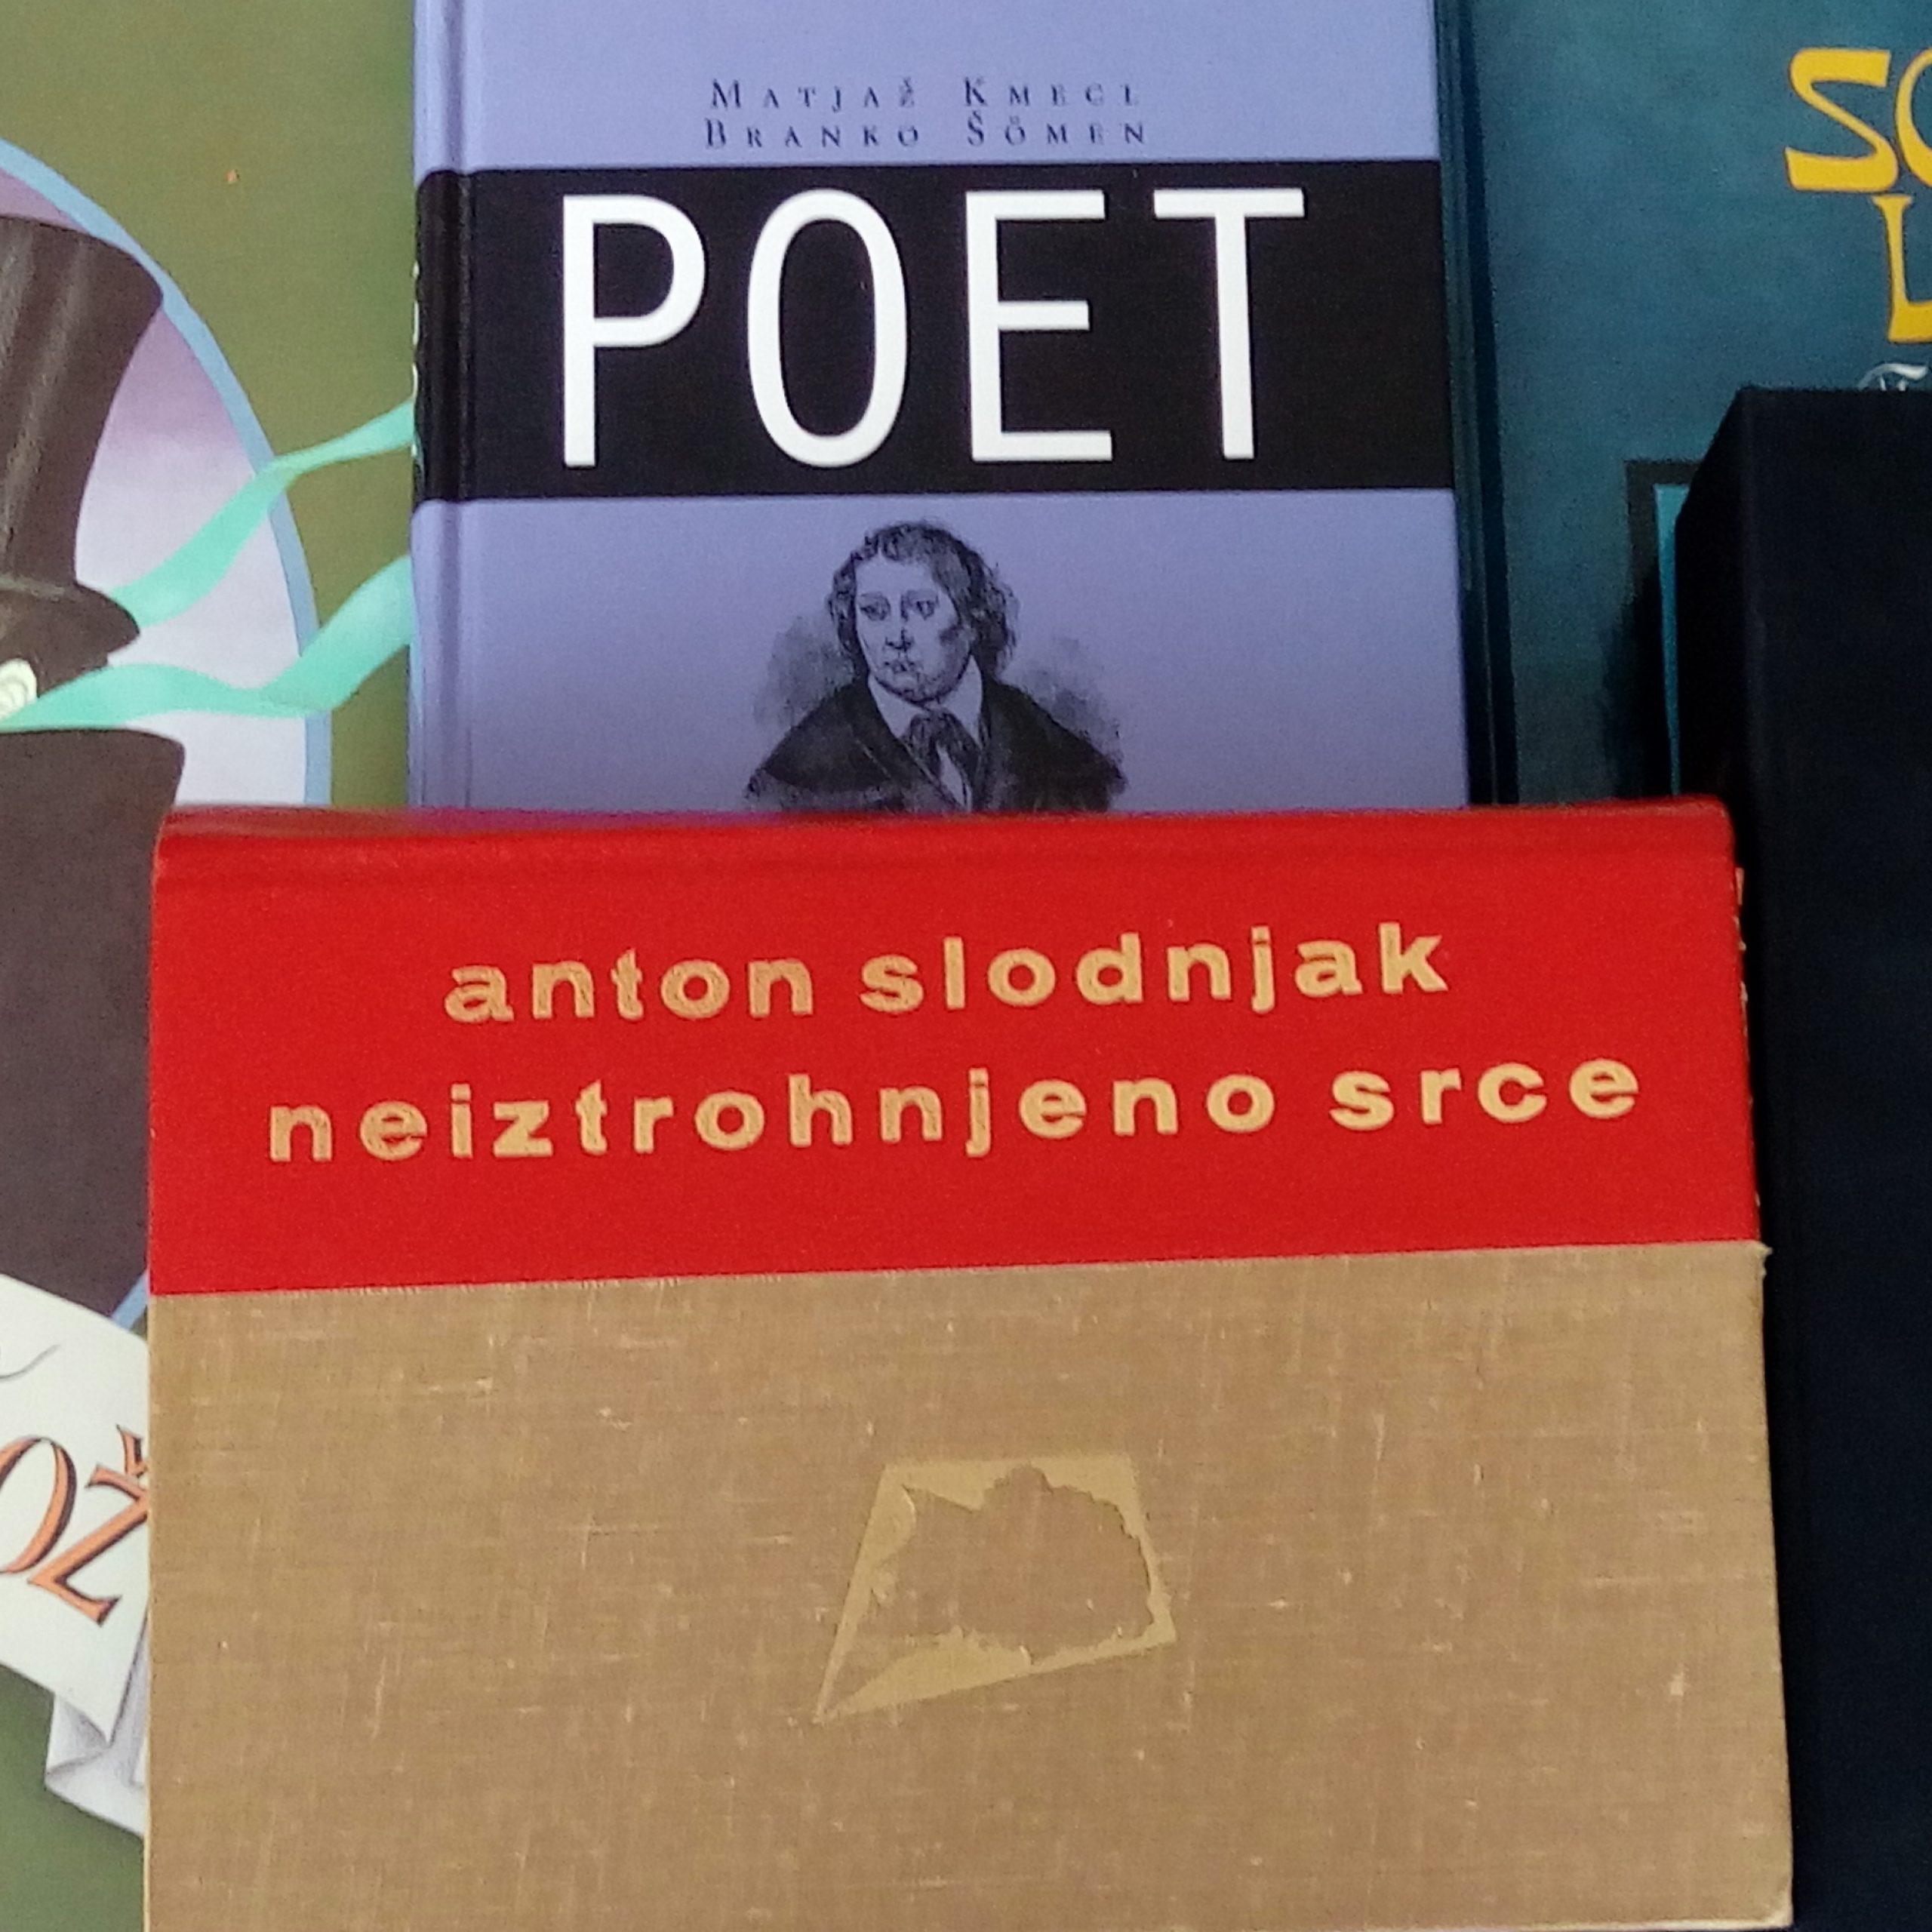 MATJAŽ KMECL
BRANKO ŠÖMEN
POET
anton slodnjak
neiztrohnjeno srce